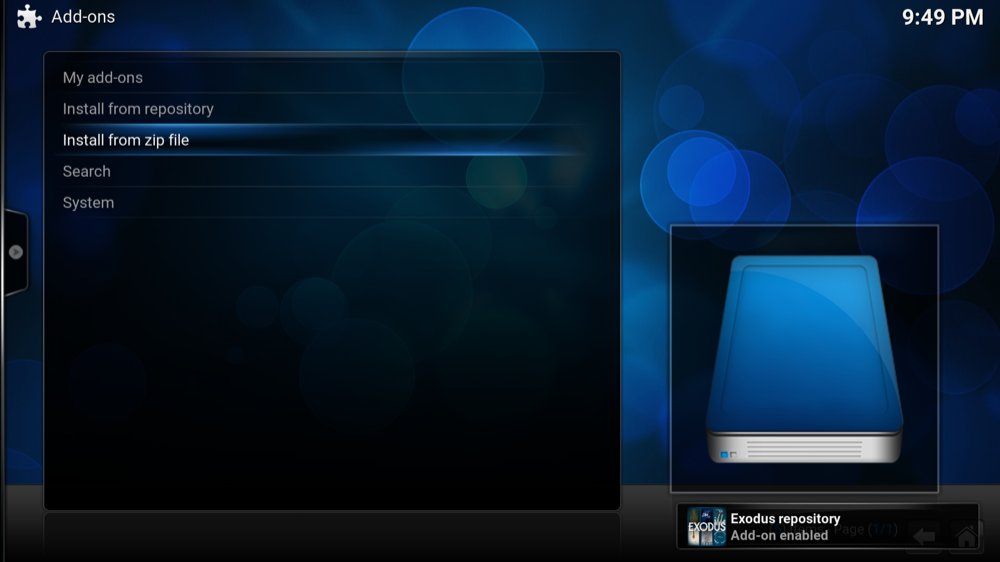 Add-ons
9:49 PM
My add-ons
Install from repository
Install from zip file
Search
System
EXODUS
Exodus repository
Add-on enabled
Page (1/1)